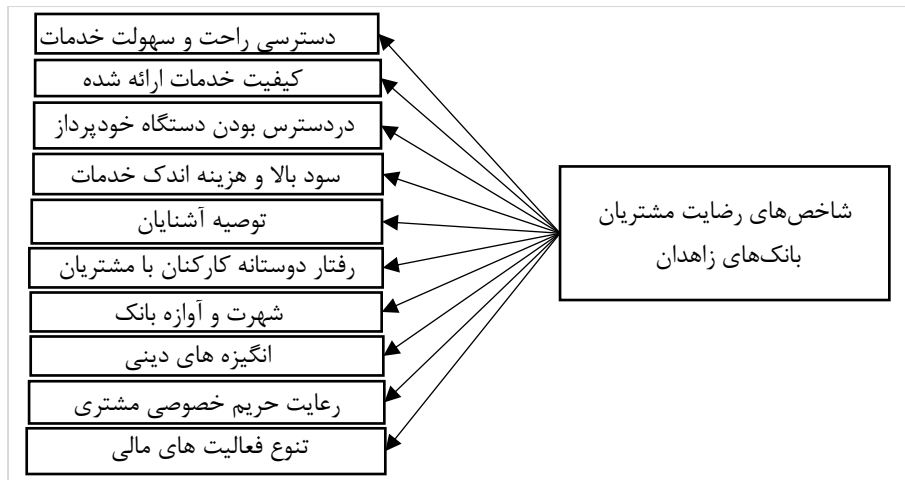 شاخص‌های رضایت مشتریان
بانک‌های زاهدان
دسترسی راحت و سهولت خدمات
کیفیت خدمات ارائه شده
دردسترس بودن دستگاه خودپرداز
سود بالا و هزینه اندک خدمات
توصیه آشنایان
رفتار دوستانه کارکنان با مشتریان
شهرت و آوازه بانک
انگیزه های دینی
رعایت حریم خصوصی مشتری
تنوع فعالیت های مالی